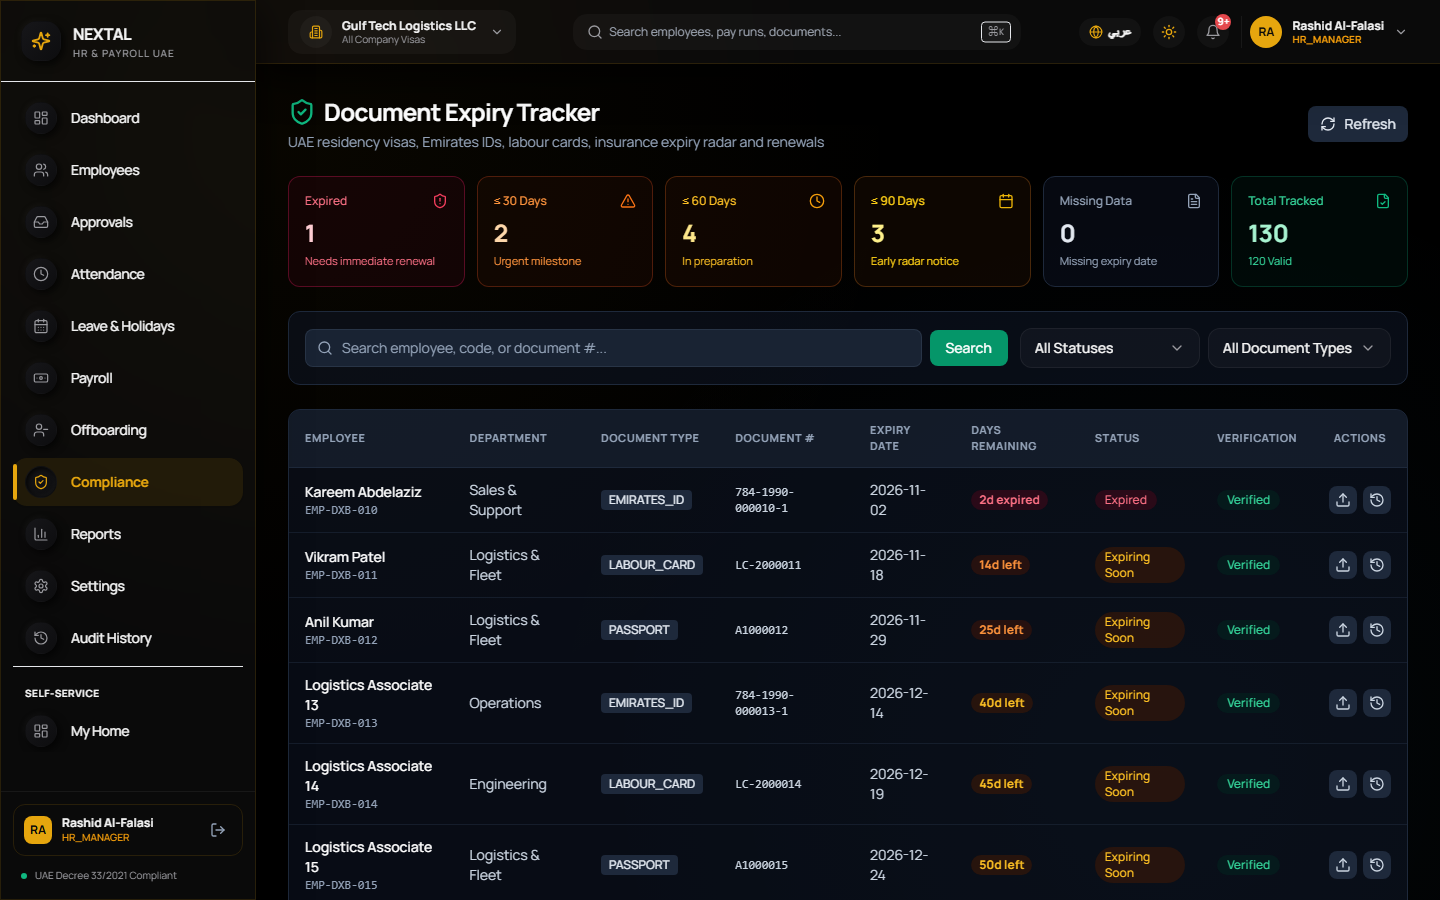 NEXTAL
HR & PAYROLL UAE
Dashboard
Employees
Approvals
Attendance
Leave & Holidays
Payroll
Offboarding
Compliance
Reports
Settings
Audit History
SELF-SERVICE
My Home
RA
Rashid Al-Falasi
HR_MANAGER
UAE Decree 33/2021 Compliant
Gulf Tech Logistics LLC
All Company Visas
Search employees, pay runs, documents...
⌘K
عربي
9+
RA
Rashid Al-Falasi
HR_MANAGER
Document Expiry Tracker
UAE residency visas, Emirates IDs, labour cards, insurance expiry radar and renewals
Refresh
Expired
1
Needs immediate renewal
≤ 30 Days
2
Urgent milestone
≤ 60 Days
4
In preparation
≤ 90 Days
3
Early radar notice
Missing Data
0
Missing expiry date
Total Tracked
130
120 Valid
Search employee, code, or document #...
Search
All Statuses
All Document Types
EMPLOYEE
DEPARTMENT
DOCUMENT TYPE
DOCUMENT #
EXPIRY
DATE
DAYS
REMAINING
STATUS
VERIFICATION
ACTIONS
Kareem Abdelaziz
EMP-DXB-010
Sales &
Support
EMIRATES_ID
784-1990-
000010-1
2026-11-
02
2d expired
Expired
Verified
Vikram Patel
EMP-DXB-011
Logistics &
Fleet
LABOUR_CARD
LC-2000011
2026-11-
18
14d left
Expiring
Soon
Verified
Anil Kumar
EMP-DXB-012
Logistics &
Fleet
PASSPORT
A1000012
2026-11-
29
25d left
Expiring
Soon
Verified
Logistics Associate
13
EMP-DXB-013
Operations
EMIRATES_ID
784-1990-
000013-1
2026-12-
14
40d left
Expiring
Soon
Verified
Logistics Associate
14
EMP-DXB-014
Engineering
LABOUR_CARD
LC-2000014
2026-12-
19
45d left
Expiring
Soon
Verified
Logistics Associate
15
EMP-DXB-015
Logistics &
Fleet
PASSPORT
A1000015
2026-12-
24
50d left
Expiring
Soon
Verified